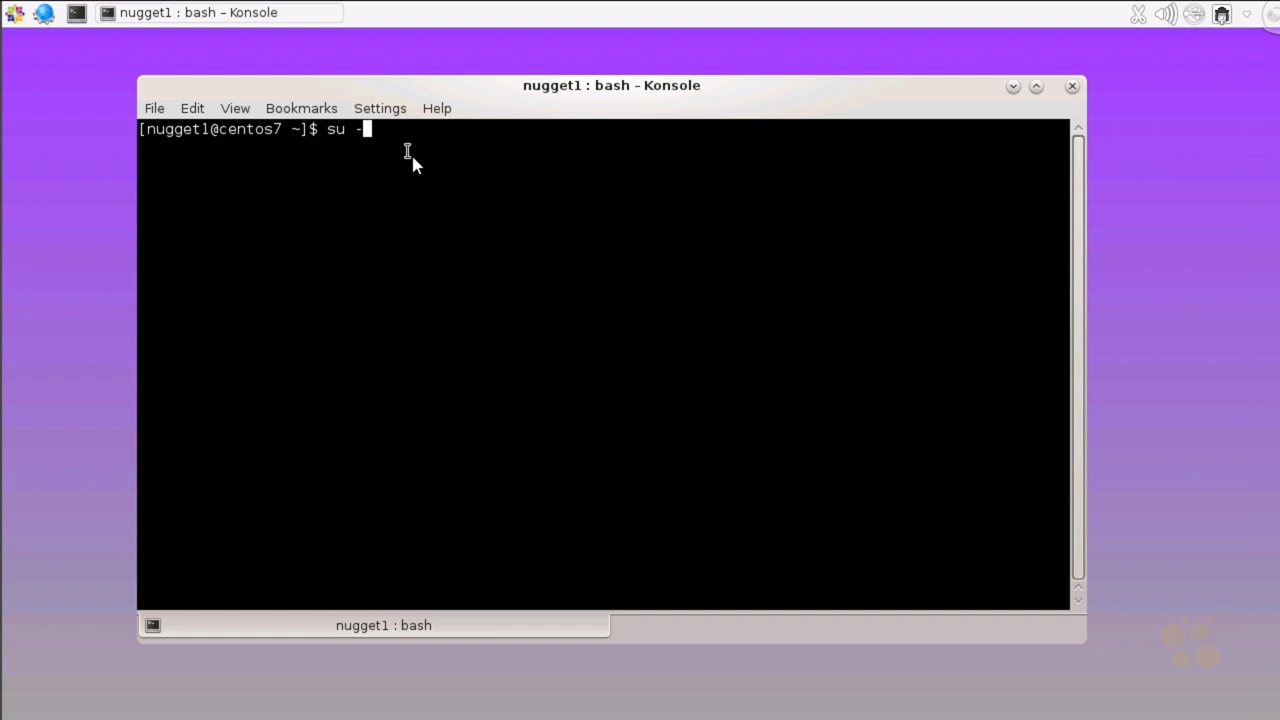 nugget1 : bash – Konsole
nugget1 : bash – Konsole
File Edit View Bookmarks Settings Help
[nugget1@centos7 ~]$ su -
nugget1 : bash